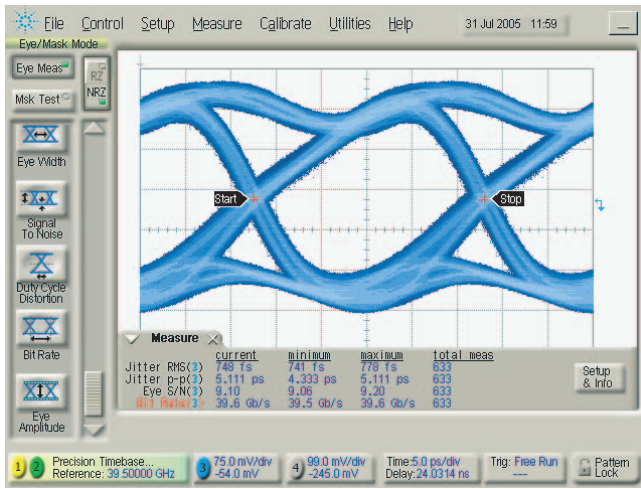 File Control Setup Measure Calibrate Utilities Help 31 Jul 2005 11:59
Eye/Mask Mode
Eye Meas
RZ
NRZ
Msk Test
Eye Width
Signal
To Noise
Duty Cycle
Distortion
Bit Rate
Eye
Amplitude
Start
Stop
Measure
current minimum maximum total meas
Jitter RMS(3) 748 fs 741 fs 778 fs 633
Jitter p-p(3) 5.111 ps 4.333 ps 5.111 ps 633
Eye S/N(3) 9.10 9.06 9.20 633
Bit Rate(3) 39.6 Gb/s 39.5 Gb/s 39.6 Gb/s 633
Setup
& Info
1 2 Precision Timebase...
Reference: 39.50000 GHz
3 75.0 mV/div
-54.0 mV
4 99.0 mV/div
-245.0 mV
Time:5.0 ps/div
Delay:24.0314 ns
Trig: Free Run
---
Pattern
Lock